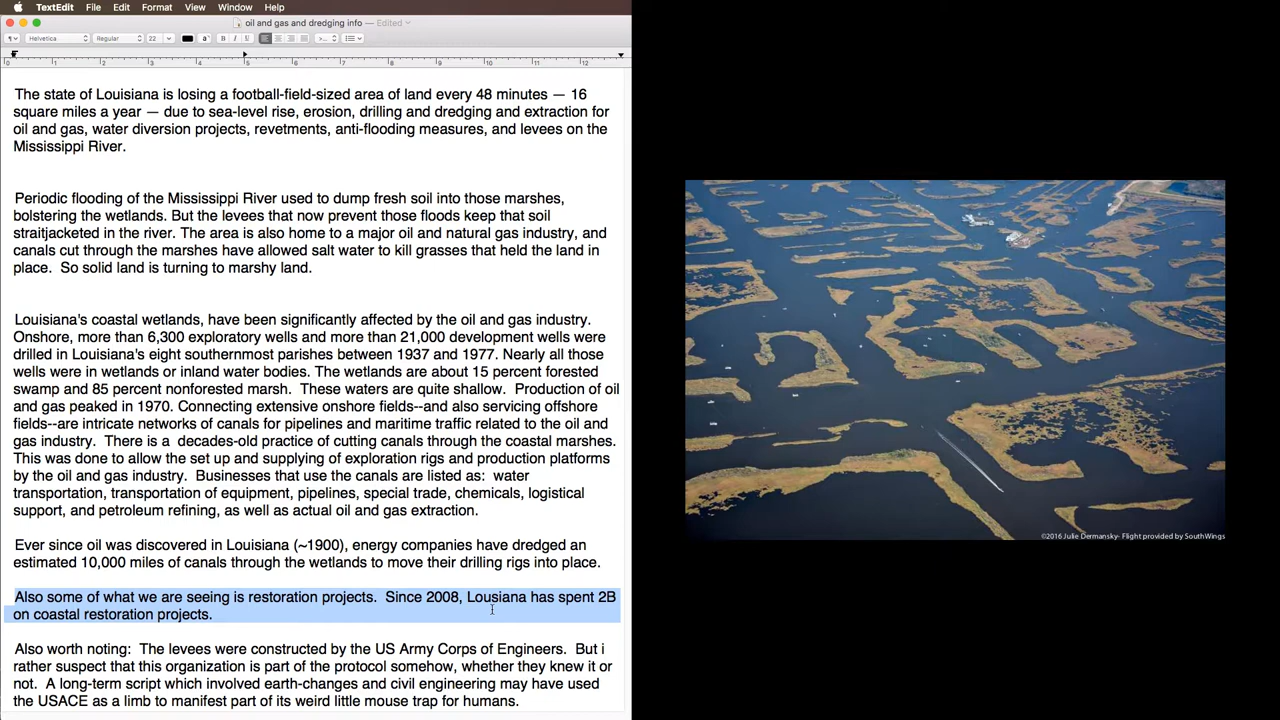 TextEdit File Edit Format View Window Help
oil and gas and dredging info — Edited
Helvetica Regular 22 a B I U
0 1 2 3 4 5 6 7 8 9 10 11 12
The state of Louisiana is losing a football-field-sized area of land every 48 minutes — 16
square miles a year — due to sea-level rise, erosion, drilling and dredging and extraction for
oil and gas, water diversion projects, revetments, anti-flooding measures, and levees on the
Mississippi River.
Periodic flooding of the Mississippi River used to dump fresh soil into those marshes,
bolstering the wetlands. But the levees that now prevent those floods keep that soil
straitjacketed in the river. The area is also home to a major oil and natural gas industry, and
canals cut through the marshes have allowed salt water to kill grasses that held the land in
place.  So solid land is turning to marshy land.
Louisiana's coastal wetlands, have been significantly affected by the oil and gas industry.
Onshore, more than 6,300 exploratory wells and more than 21,000 development wells were
drilled in Louisiana's eight southernmost parishes between 1937 and 1977. Nearly all those
wells were in wetlands or inland water bodies. The wetlands are about 15 percent forested
swamp and 85 percent nonforested marsh.  These waters are quite shallow.  Production of oil
and gas peaked in 1970. Connecting extensive onshore fields--and also servicing offshore
fields--are intricate networks of canals for pipelines and maritime traffic related to the oil and
gas industry.  There is a  decades-old practice of cutting canals through the coastal marshes.
This was done to allow the set up and supplying of exploration rigs and production platforms
by the oil and gas industry.  Businesses that use the canals are listed as:  water
transportation, transportation of equipment, pipelines, special trade, chemicals, logistical
support, and petroleum refining, as well as actual oil and gas extraction.
Ever since oil was discovered in Louisiana (~1900), energy companies have dredged an
estimated 10,000 miles of canals through the wetlands to move their drilling rigs into place.
Also some of what we are seeing is restoration projects.  Since 2008, Lousiana has spent 2B
on coastal restoration projects.
Also worth noting:  The levees were constructed by the US Army Corps of Engineers.  But i
rather suspect that this organization is part of the protocol somehow, whether they knew it or
not.  A long-term script which involved earth-changes and civil engineering may have used
the USACE as a limb to manifest part of its weird little mouse trap for humans.
©2016 Julie Dermansky- Flight provided by SouthWings